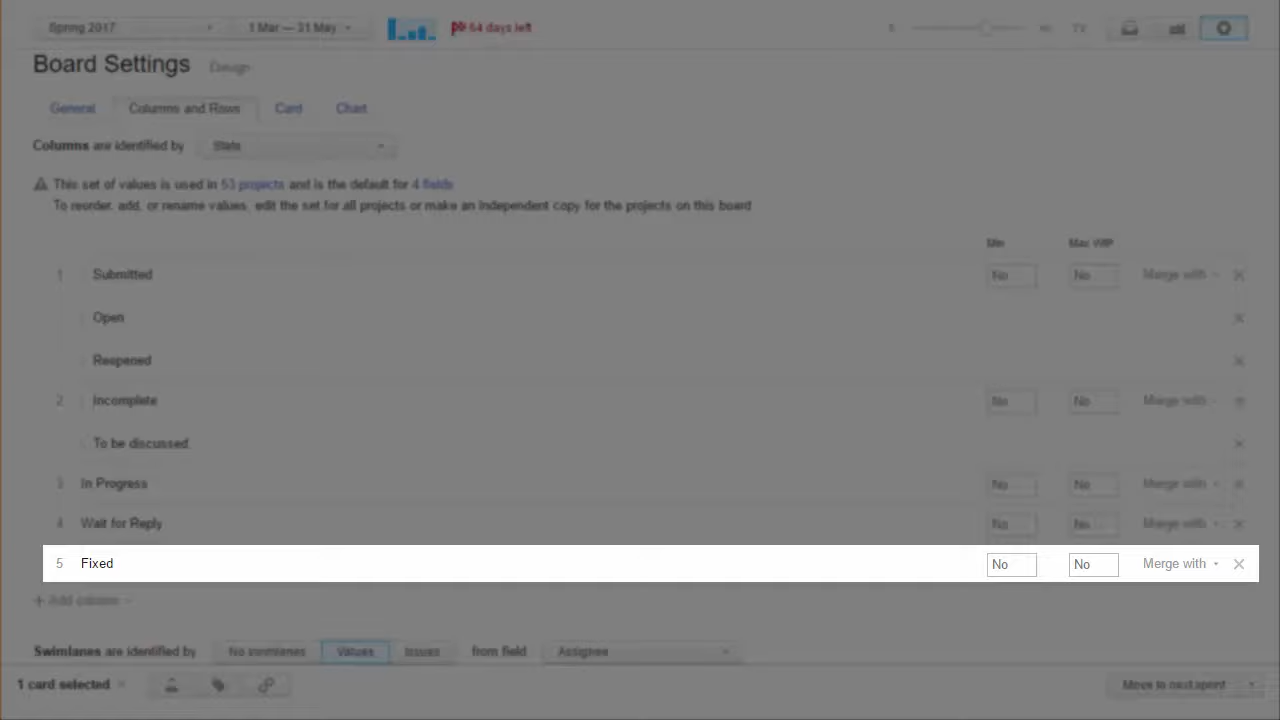 Spring 2017 1 Mar — 31 May 64 days left TV
Board Settings Design
General Columns and Rows Card Chart
Columns are identified by State
This set of values is used in 53 projects and is the default for 4 fields
To reorder, add, or rename values, edit the set for all projects or make an independent copy for the projects on this board
Min Max WIP
1 Submitted No No Merge with
Open
Reopened
2 Incomplete No No Merge with
To be discussed
3 In Progress No No Merge with
4 Wait for Reply No No Merge with
5 Fixed No No Merge with
+ Add column
Swimlanes are identified by No swimlanes Values Issues from field Assignee
1 card selected Move to next sprint